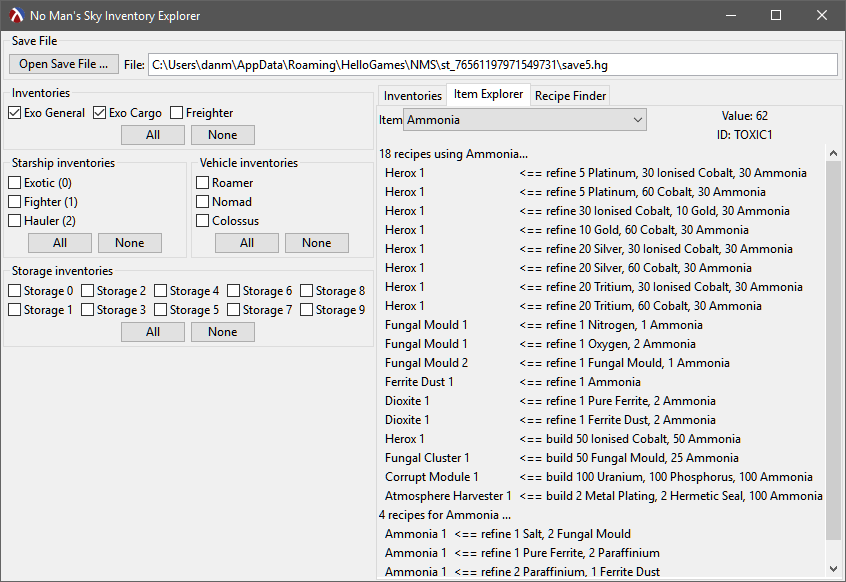 No Man's Sky Inventory Explorer
Save File
Open Save File ... File: C:\Users\danm\AppData\Roaming\HelloGames\NMS\st_76561197971549731\save5.hg
Inventories
Exo General Exo Cargo Freighter
All None
Starship inventories
Exotic (0)
Fighter (1)
Hauler (2)
All None
Vehicle inventories
Roamer
Nomad
Colossus
All None
Storage inventories
Storage 0 Storage 2 Storage 4 Storage 6 Storage 8
Storage 1 Storage 3 Storage 5 Storage 7 Storage 9
All None
Inventories Item Explorer Recipe Finder
Item Ammonia
Value: 62
ID: TOXIC1
18 recipes using Ammonia...
Herox 1 <== refine 5 Platinum, 30 Ionised Cobalt, 30 Ammonia
Herox 1 <== refine 5 Platinum, 60 Cobalt, 30 Ammonia
Herox 1 <== refine 30 Ionised Cobalt, 10 Gold, 30 Ammonia
Herox 1 <== refine 10 Gold, 60 Cobalt, 30 Ammonia
Herox 1 <== refine 20 Silver, 30 Ionised Cobalt, 30 Ammonia
Herox 1 <== refine 20 Silver, 60 Cobalt, 30 Ammonia
Herox 1 <== refine 20 Tritium, 30 Ionised Cobalt, 30 Ammonia
Herox 1 <== refine 20 Tritium, 60 Cobalt, 30 Ammonia
Fungal Mould 1 <== refine 1 Nitrogen, 1 Ammonia
Fungal Mould 1 <== refine 1 Oxygen, 2 Ammonia
Fungal Mould 2 <== refine 1 Fungal Mould, 1 Ammonia
Ferrite Dust 1 <== refine 1 Ammonia
Dioxite 1 <== refine 1 Pure Ferrite, 2 Ammonia
Dioxite 1 <== refine 1 Ferrite Dust, 2 Ammonia
Herox 1 <== build 50 Ionised Cobalt, 50 Ammonia
Fungal Cluster 1 <== build 50 Fungal Mould, 25 Ammonia
Corrupt Module 1 <== build 100 Uranium, 100 Phosphorus, 100 Ammonia
Atmosphere Harvester 1 <== build 2 Metal Plating, 2 Hermetic Seal, 100 Ammonia
4 recipes for Ammonia ...
Ammonia 1 <== refine 1 Salt, 2 Fungal Mould
Ammonia 1 <== refine 1 Pure Ferrite, 2 Paraffinium
Ammonia 1 <== refine 2 Paraffinium, 1 Ferrite Dust